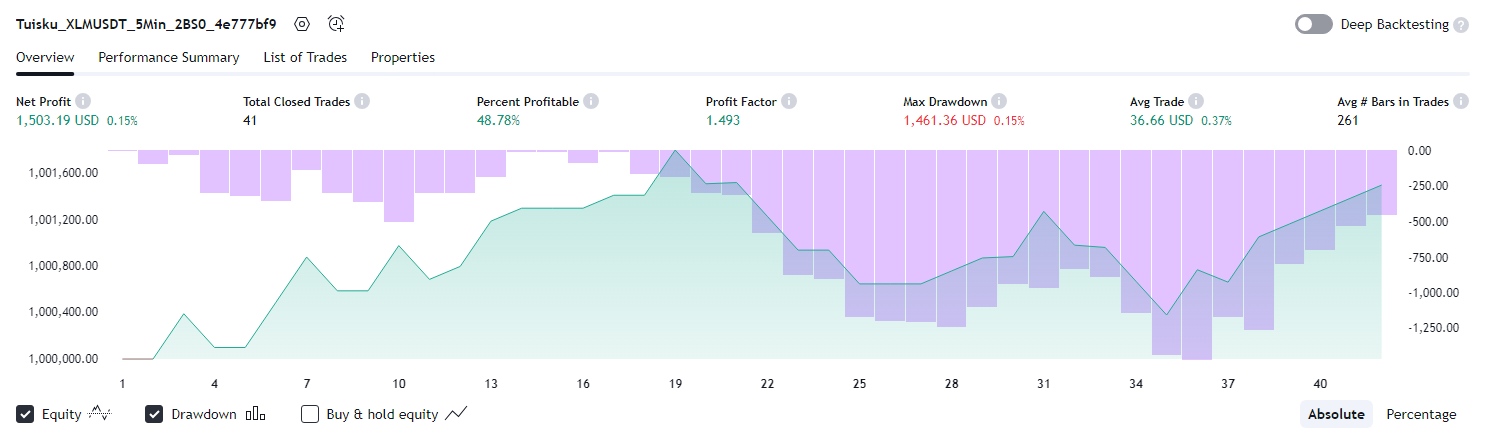 Tuisku_XLMUSDT_5Min_2BS0_4e777bf9 Deep Backtesting ?
Overview Performance Summary List of Trades Properties
Net Profit i Total Closed Trades i Percent Profitable i Profit Factor i Max Drawdown i Avg Trade i Avg # Bars in Trades i
1,503.19 USD 0.15% 41 48.78% 1.493 1,461.36 USD 0.15% 36.66 USD 0.37% 261
0.00
1,001,600.00
-250.00
1,001,200.00
-500.00
1,000,800.00
-750.00
-1,000.00
1,000,400.00
-1,250.00
1,000,000.00
1 4 7 10 13 16 19 22 25 28 31 34 37 40
Equity Drawdown Buy & hold equity Absolute Percentage